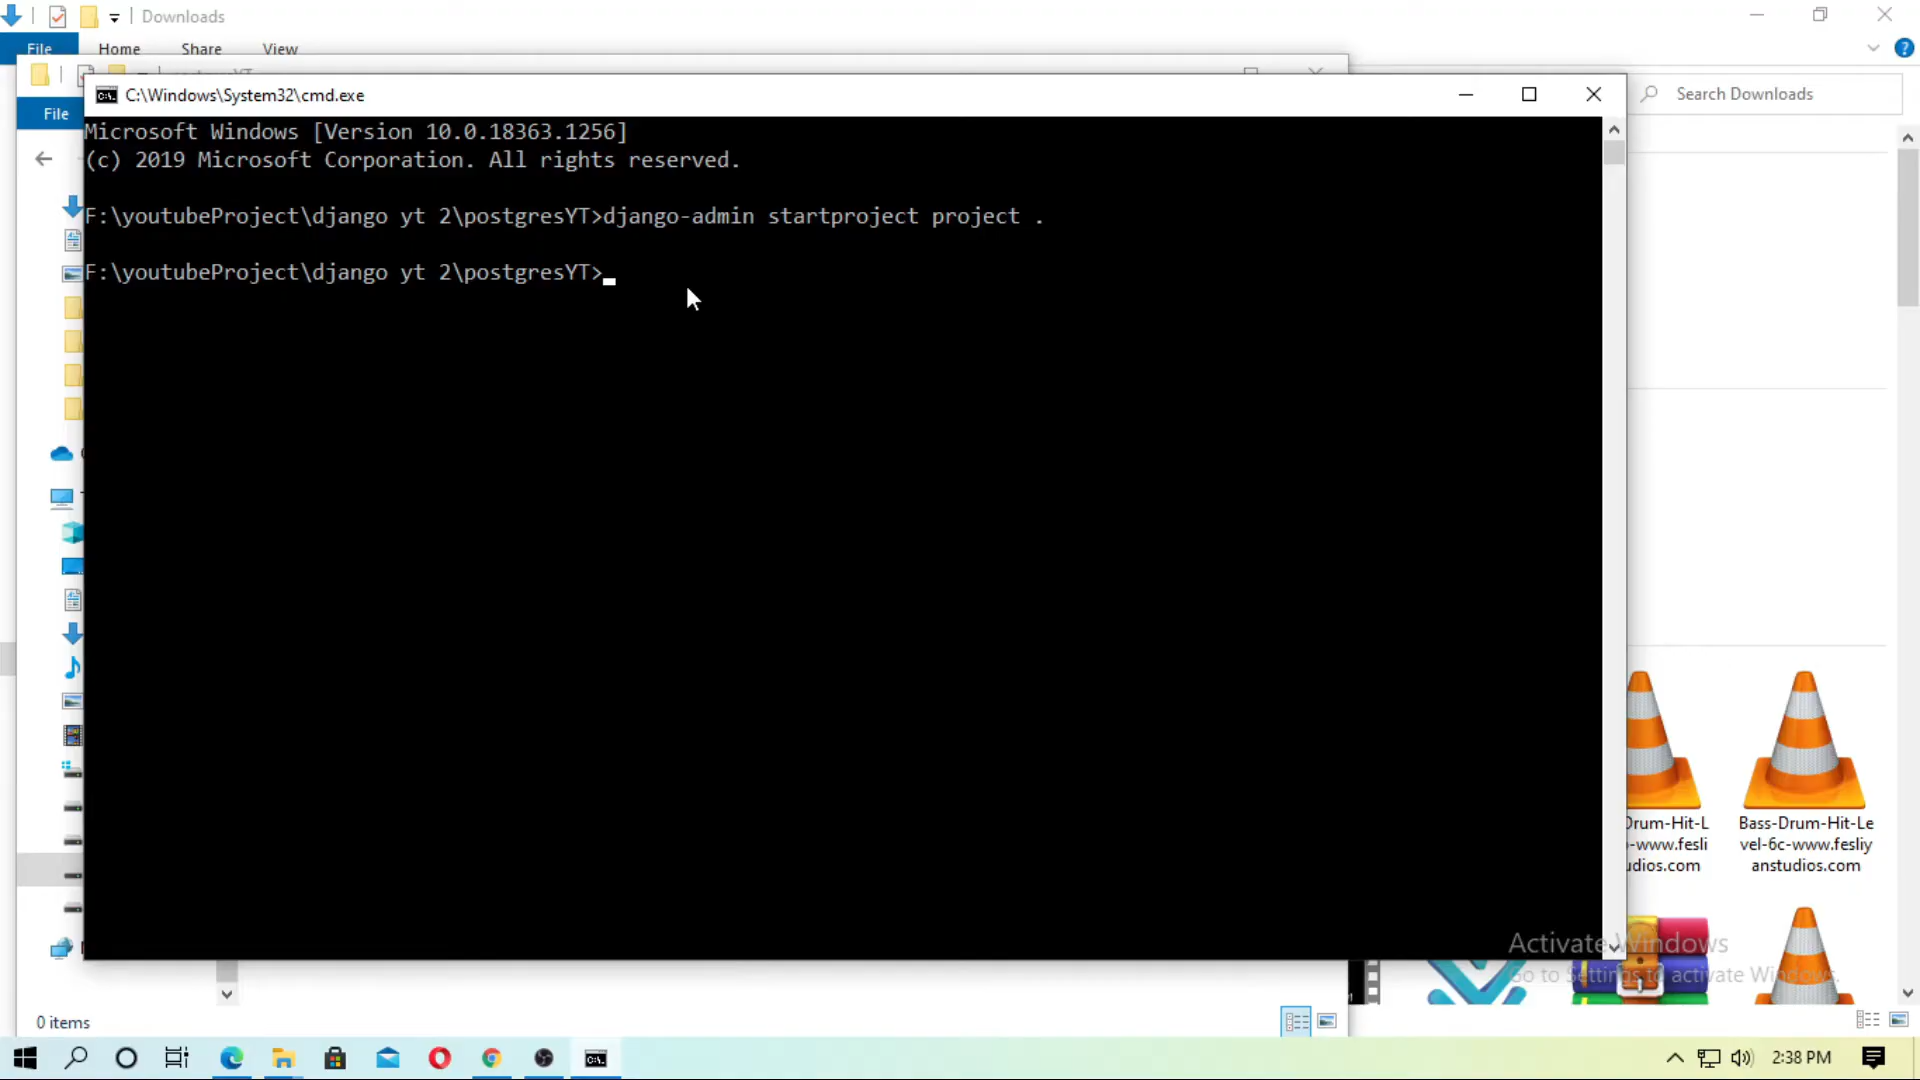 Downloads
File
Home
Share
View
File
C:\Windows\System32\cmd.exe
Search Downloads
Microsoft Windows [Version 10.0.18363.1256]
(c) 2019 Microsoft Corporation. All rights reserved.
F:\youtubeProject\django yt 2\postgresYT>django-admin startproject project .
F:\youtubeProject\django yt 2\postgresYT>
Drum-Hit-L
-www.fesli
udios.com
Bass-Drum-Hit-Le
vel-6c-www.fesliy
anstudios.com
Activate Windows
Go to Settings to activate Windows.
0 items
2:38 PM